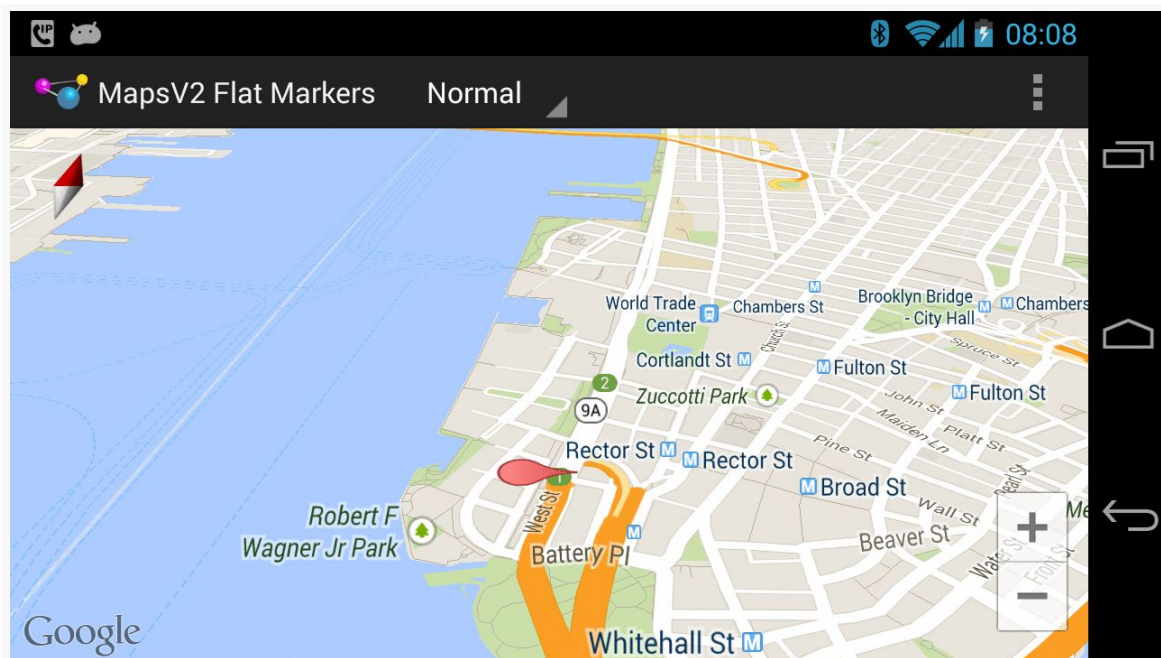 IP
08:08
MapsV2 Flat Markers
Normal
World Trade
Center
Chambers St
Church St
Brooklyn Bridge
- City Hall
M
M Chambers
Cortlandt St M
Spruce St
M Fulton St
2
Zuccotti Park
M Fulton St
John St
9A
Maiden Ln
Platt St
Rector St M
M Rector St
Pine St
Pearl St
1
M Broad St
Wall St
Me
West St
Robert F
Wagner Jr Park
M
Battery Pl
Beaver St
+
Water St
Front St
−
Google
Whitehall St M